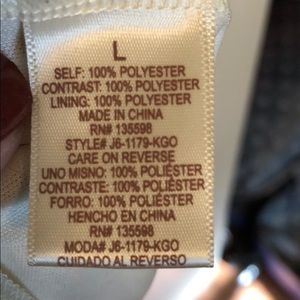 L
SELF: 100% POLYESTER
CONTRAST: 100% POLYESTER
LINING: 100% POLYESTER
MADE IN CHINA
RN# 135598
STYLE# J6-1179-KGO
CARE ON REVERSE
UNO MISNO: 100% POLIÉSTER
CONTRASTE: 100% POLIÉSTER
FORRO: 100% POLIÉSTER
HENCHO EN CHINA
RN# 135598
MODA# J6-1179-KGO
CUIDADO AL REVERSO